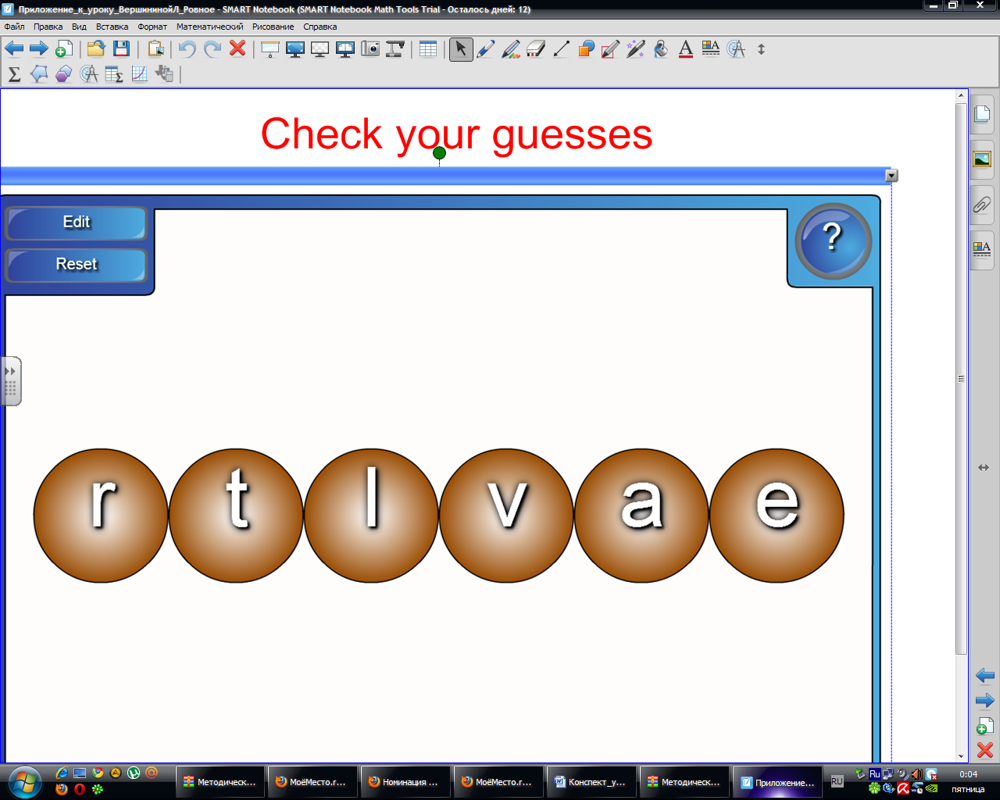 Приложение_к_уроку_ВершининойЛ_Ровное - SMART Notebook (SMART Notebook Math Tools Trial - Осталось дней: 12)
Файл Правка Вид Вставка Формат Математический Рисование Справка
Check your guesses
Edit
?
Reset
r t l v a e
Методическ... МоёМесто.r... Номинация ... МоёМесто.r... Конспект_у... Методическ... Приложение... RU Ru 0:04
пятница